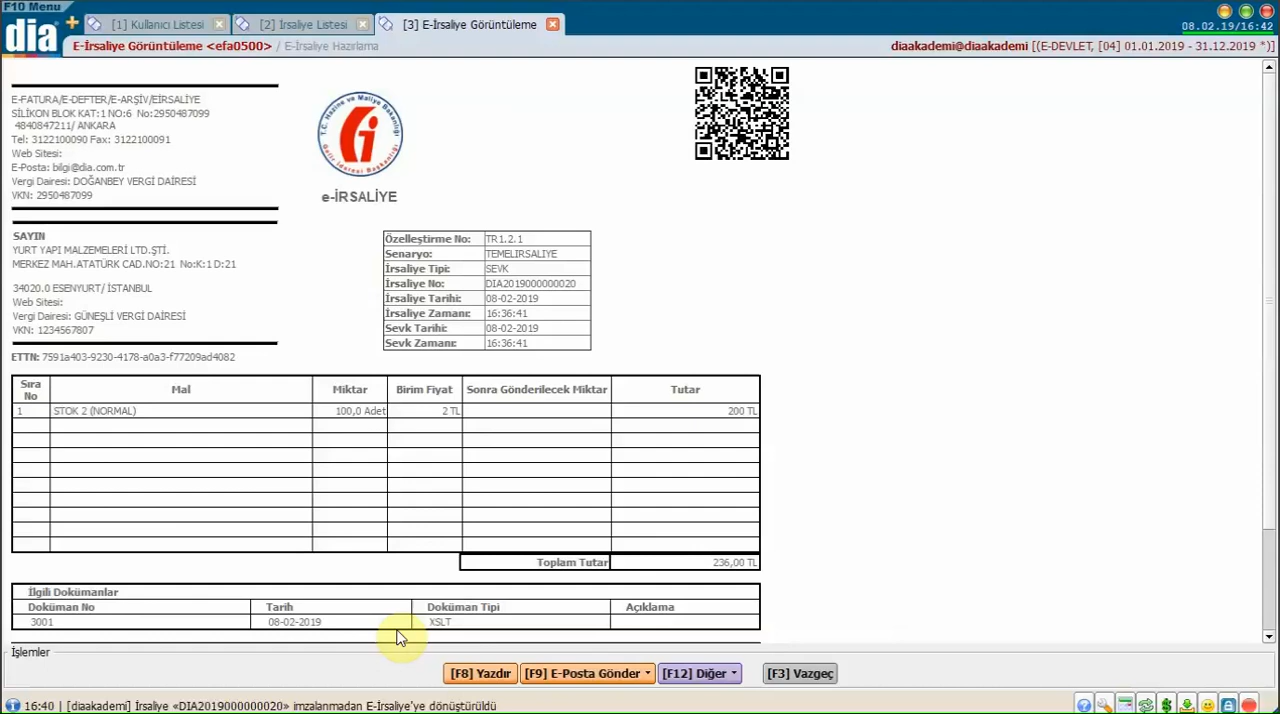 F10 Menu
[1] Kullanıcı Listesi
[2] İrsaliye Listesi
[3] E-İrsaliye Görüntüleme
08.02.19/16:42
dia
E-İrsaliye Görüntüleme <efa0500>
/ E-İrsaliye Hazırlama
diaakademi@diaakademi [(E-DEVLET, [04] 01.01.2019 - 31.12.2019 *)]
E-FATURA/E-DEFTER/E-ARŞİV/EİRSALİYE
SİLİKON BLOK KAT:1 NO:6 No:2950487099
4840847211/ ANKARA
Tel: 3122100090 Fax: 3122100091
Web Sitesi:
E-Posta: bilgi@dia.com.tr
Vergi Dairesi: DOĞANBEY VERGİ DAİRESİ
VKN: 2950487099
T.C. Hazine ve Maliye Bakanlığı
Gelir İdaresi Başkanlığı
e-İRSALİYE
SAYIN
YURT YAPI MALZEMELERİ LTD.ŞTİ.
MERKEZ MAH.ATATÜRK CAD.NO:21 No:K:1 D:21
34020.0 ESENYURT/ İSTANBUL
Web Sitesi:
Vergi Dairesi: GÜNEŞLİ VERGİ DAİRESİ
VKN: 1234567807
Özelleştirme No: TR1.2.1
Senaryo: TEMELIRSALIYE
İrsaliye Tipi: SEVK
İrsaliye No: DIA2019000000020
İrsaliye Tarihi: 08-02-2019
İrsaliye Zamanı: 16:36:41
Sevk Tarihi: 08-02-2019
Sevk Zamanı: 16:36:41
ETTN: 7591a403-9230-4178-a0a3-f77209ad4082
Sıra No Mal Miktar Birim Fiyat Sonra Gönderilecek Miktar Tutar
1 STOK 2 (NORMAL) 100,0 Adet 2 TL 200 TL
Toplam Tutar 236,00 TL
İlgili Dokümanlar
Doküman No Tarih Doküman Tipi Açıklama
3001 08-02-2019 XSLT
İşlemler
[F8] Yazdır [F9] E-Posta Gönder [F12] Diğer [F3] Vazgeç
16:40 | [diaakademi] İrsaliye «DIA2019000000020» imzalanmadan E-İrsaliye'ye dönüştürüldü